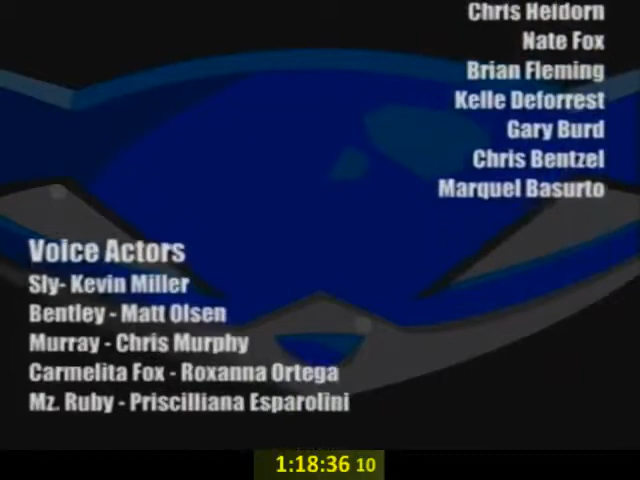 Chris Heidorn
Nate Fox
Brian Fleming
Kelle Deforrest
Gary Burd
Chris Bentzel
Marquel Basurto
Voice Actors
Sly- Kevin Miller
Bentley - Matt Olsen
Murray - Chris Murphy
Carmelita Fox - Roxanna Ortega
Mz. Ruby - Priscilliana Esparolini
1:18:36 10